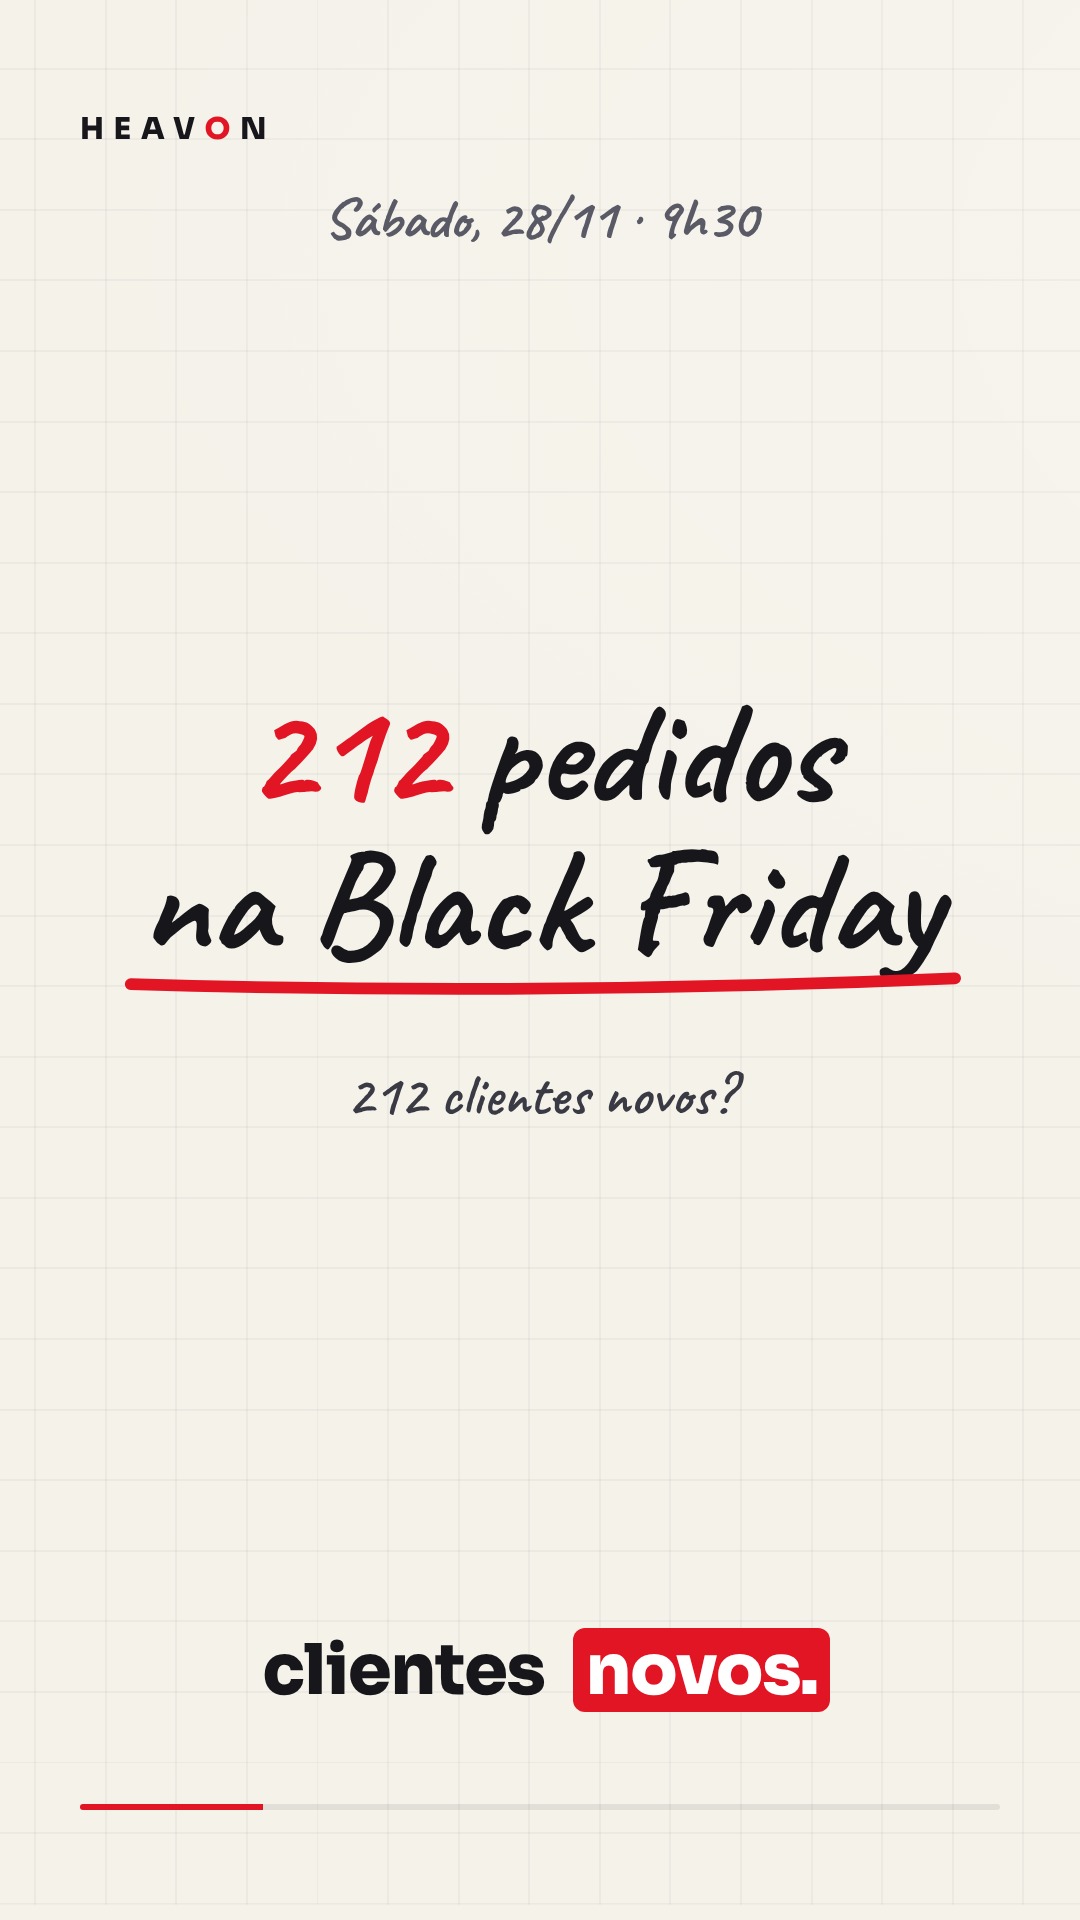 HEAVON
Sábado, 28/11 · 9h30
212 pedidos
na Black Friday
212 clientes novos?
clientes novos.